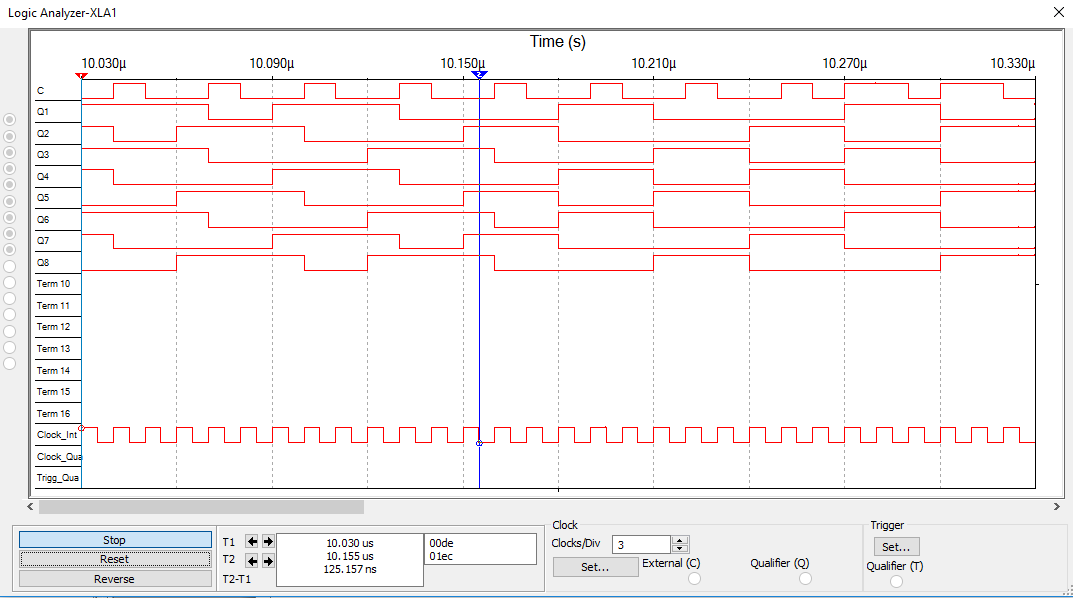 Logic Analyzer-XLA1
Time (s)
10.030µ 10.090µ 10.150µ 10.210µ 10.270µ 10.330µ
C
Q1
Q2
Q3
Q4
Q5
Q6
Q7
Q8
Term 10
Term 11
Term 12
Term 13
Term 14
Term 15
Term 16
Clock_Int
Clock_Qua
Trigg_Qua
Stop
Reset
Reverse
T1
T2
T2-T1
10.030 us
10.155 us
125.157 ns
00de
01ec
Clock
Clocks/Div 3
Set...
External (C)
Qualifier (Q)
Trigger
Set...
Qualifier (T)